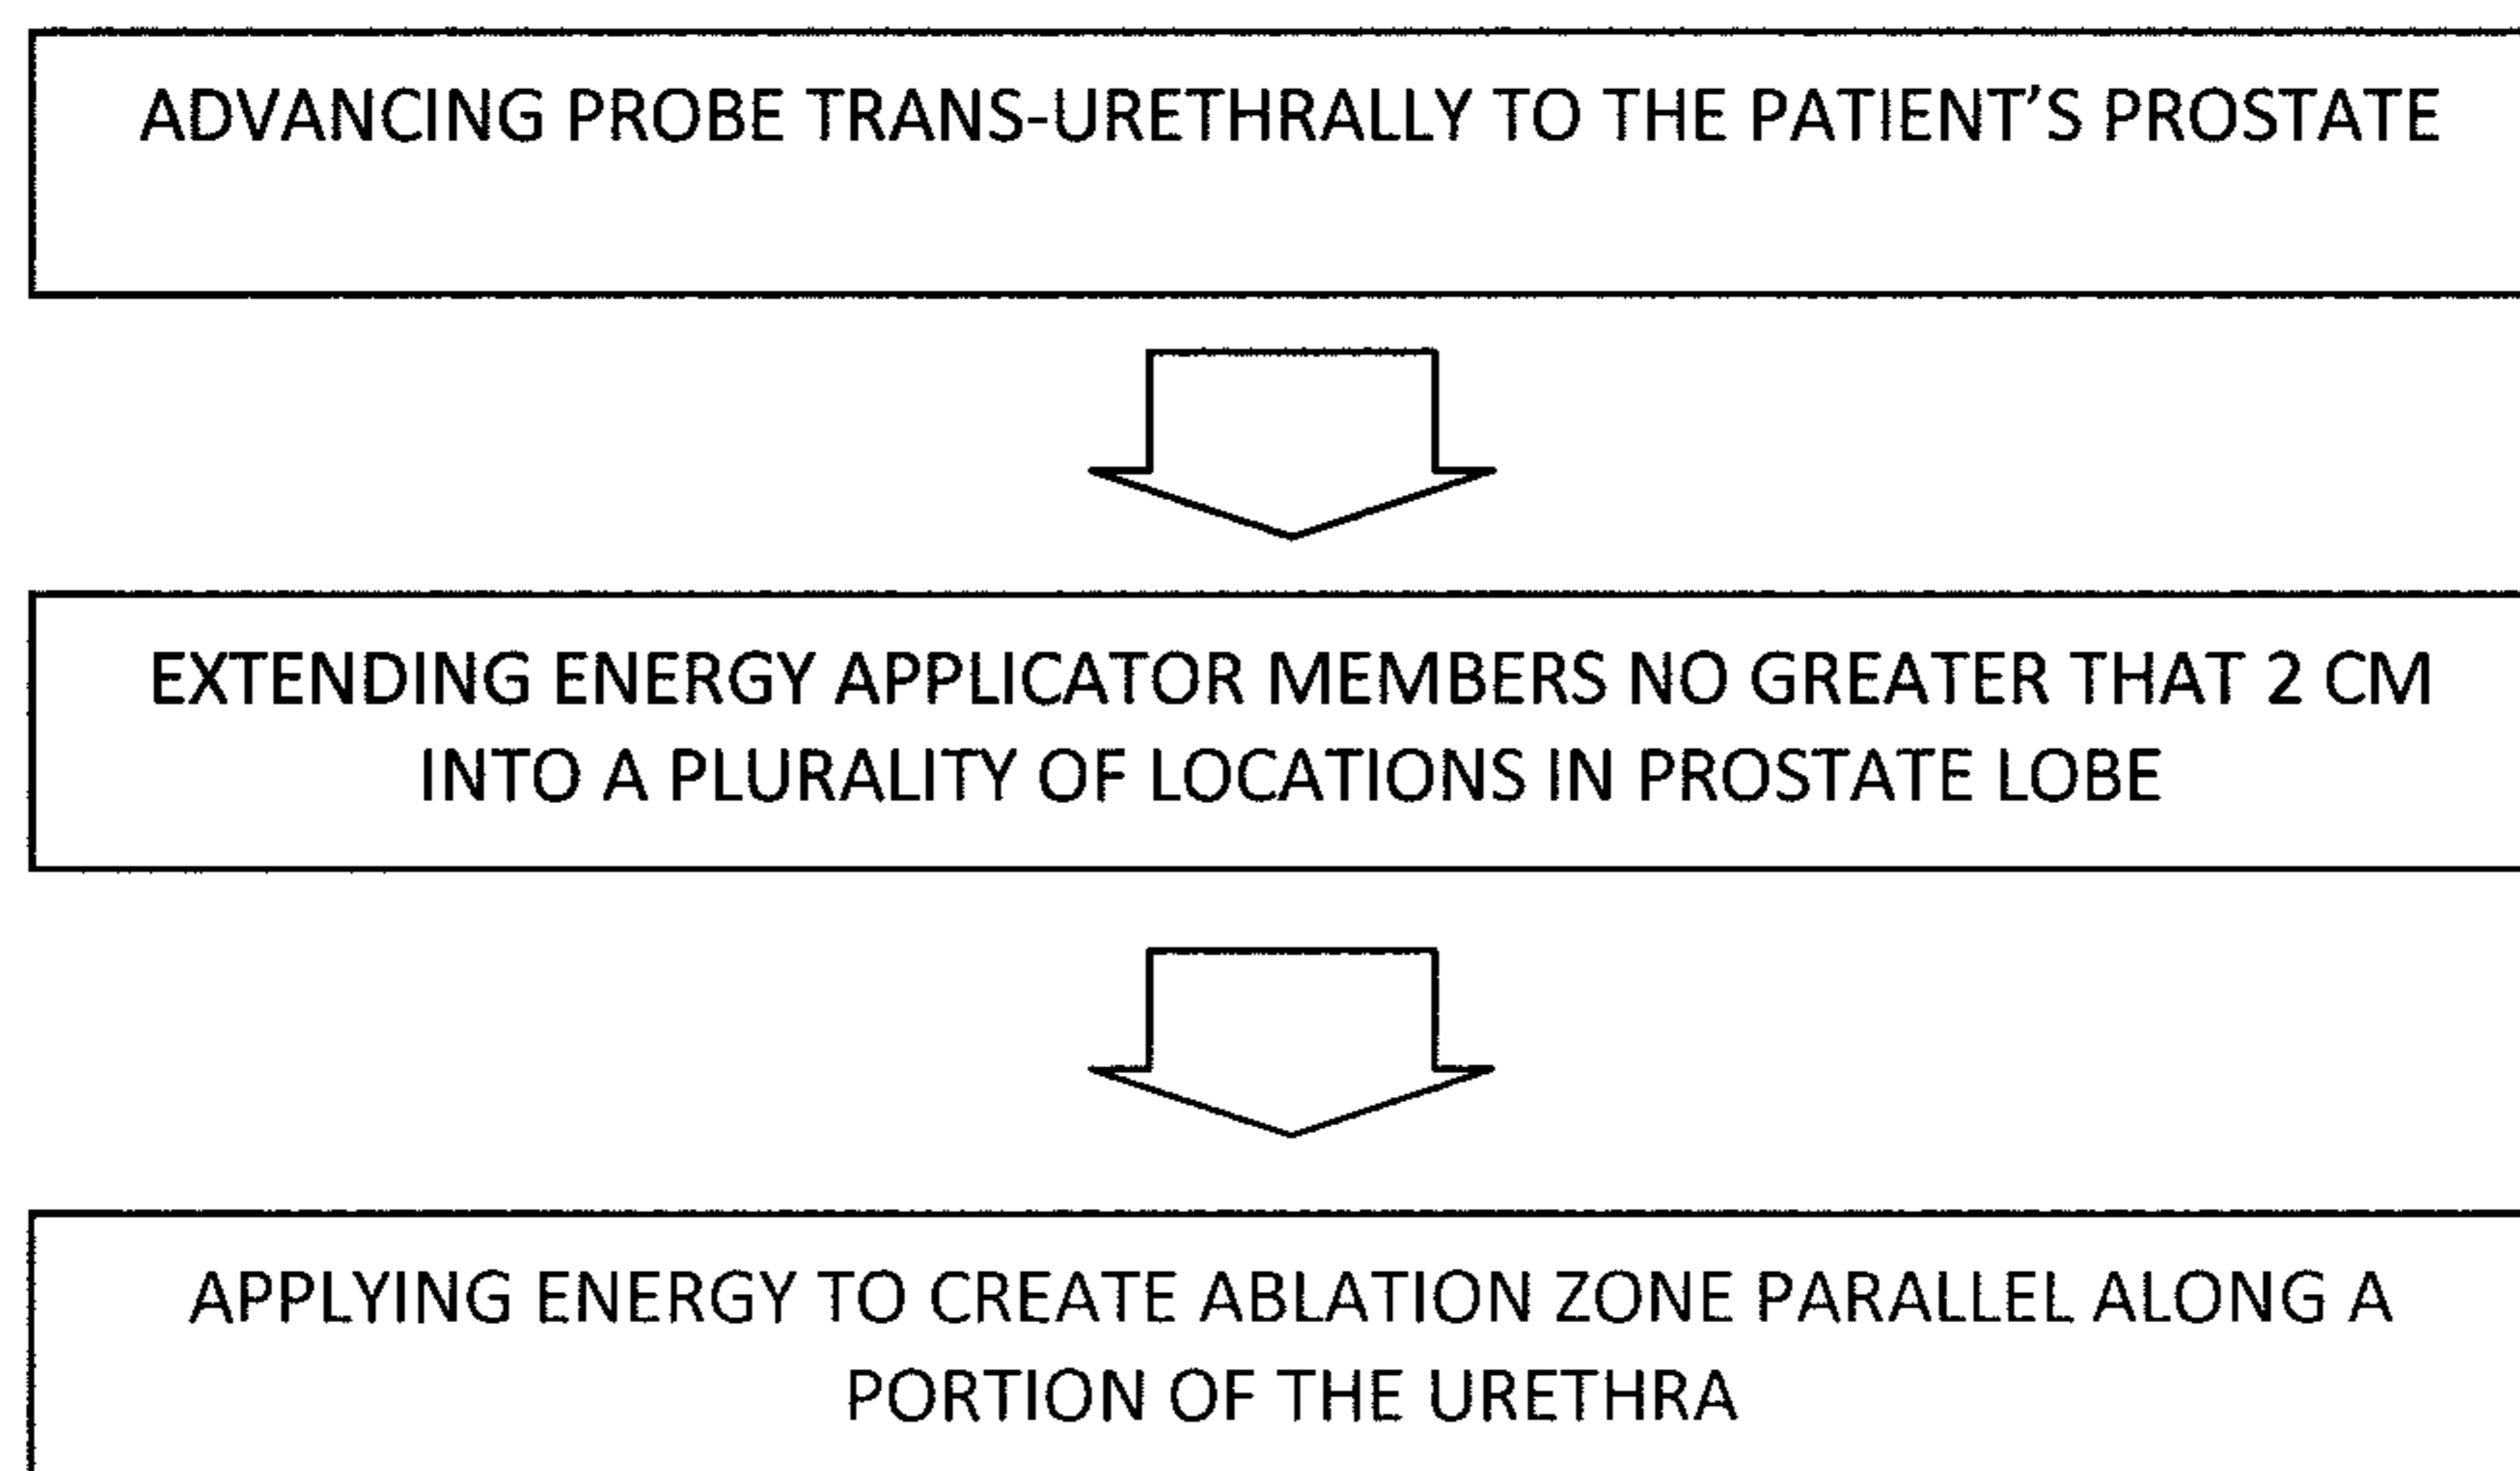 ADVANCING PROBE TRANS-URETHRALLY TO THE PATIENT'S PROSTATE
EXTENDING ENERGY APPLICATOR MEMBERS NO GREATER THAT 2 CM
INTO A PLURALITY OF LOCATIONS IN PROSTATE LOBE
APPLYING ENERGY TO CREATE ABLATION ZONE PARALLEL ALONG A
PORTION OF THE URETHRA